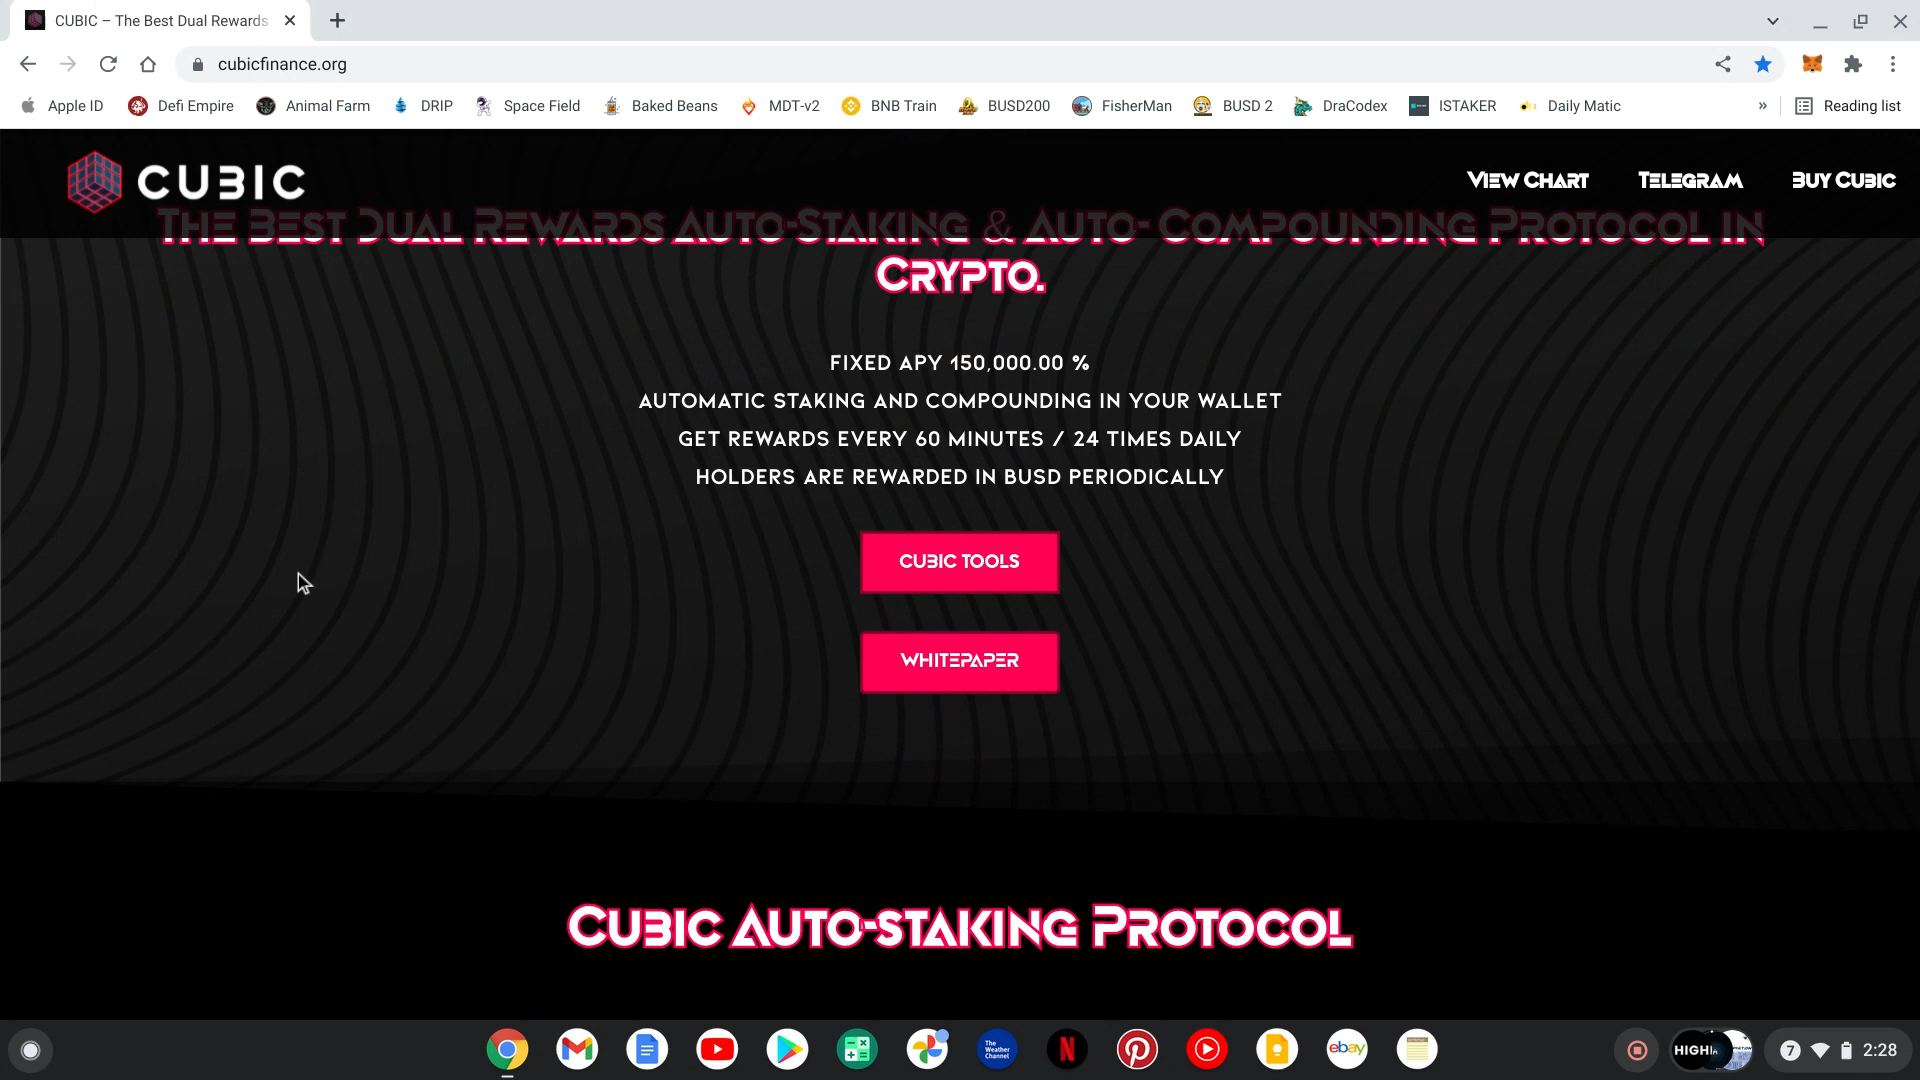 CUBIC – The Best Dual Rewards
cubicfinance.org
Apple ID
Defi Empire
Animal Farm
DRIP
Space Field
Baked Beans
MDT-v2
BNB Train
BUSD200
FisherMan
BUSD 2
DraCodex
ISTAKER
Daily Matic
»
Reading list
CUBIC
View Chart
Telegram
Buy Cubic
The Best Dual Rewards Auto-Staking & Auto- Compounding Protocol in
Crypto.
FIXED APY 150,000.00 %
AUTOMATIC STAKING AND COMPOUNDING IN YOUR WALLET
GET REWARDS EVERY 60 MINUTES / 24 TIMES DAILY
HOLDERS ARE REWARDED IN BUSD PERIODICALLY
CUBIC TOOLS
WHITEPAPER
Cubic Auto-staking Protocol
The
Weather
Channel
N
ebay
7
2:28